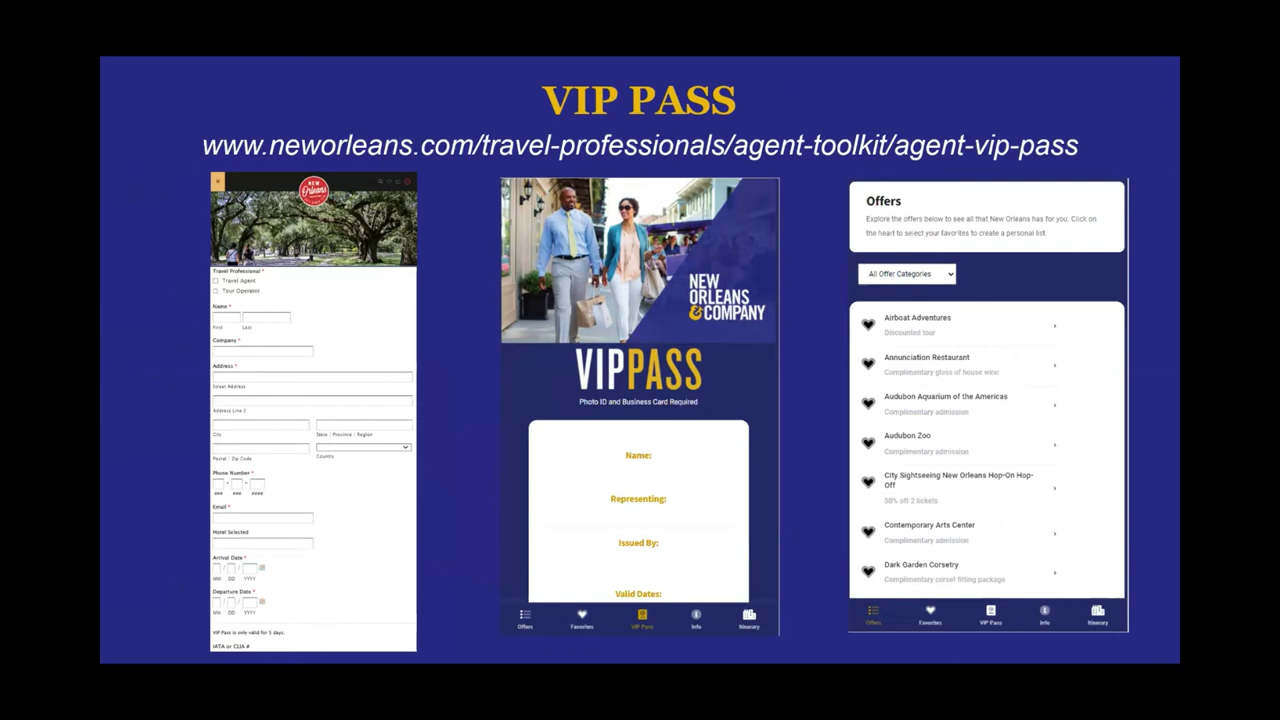 VIP PASS
www.neworleans.com/travel-professionals/agent-toolkit/agent-vip-pass
NEW
Orleans
Travel Professional *
Travel Agent
Tour Operator
Name *
First Last
Company *
Address *
Street Address
Address Line 2
City State / Province / Region
Postal / Zip Code Country
Phone Number *
- -
### ### ####
Email *
Hotel Selected
Arrival Date *
/ /
MM DD YYYY
Departure Date *
/ /
MM DD YYYY
VIP Pass is only valid for 5 days.
IATA or CLIA #
NEW
ORLEANS
&COMPANY
VIPPASS
Photo ID and Business Card Required
Name:
Representing:
Issued By:
Valid Dates:
Offers Favorites VIP Pass Info Itinerary
Offers
Explore the offers below to see all that New Orleans has for you. Click on
the heart to select your favorites to create a personal list.
All Offer Categories
Airboat Adventures
Discounted tour
Annunciation Restaurant
Complimentary glass of house wine
Audubon Aquarium of the Americas
Complimentary admission
Audubon Zoo
Complimentary admission
City Sightseeing New Orleans Hop-On Hop-
Off
50% off 2 tickets
Contemporary Arts Center
Complimentary admission
Dark Garden Corsetry
Complimentary corset fitting package
Offers Favorites VIP Pass Info Itinerary